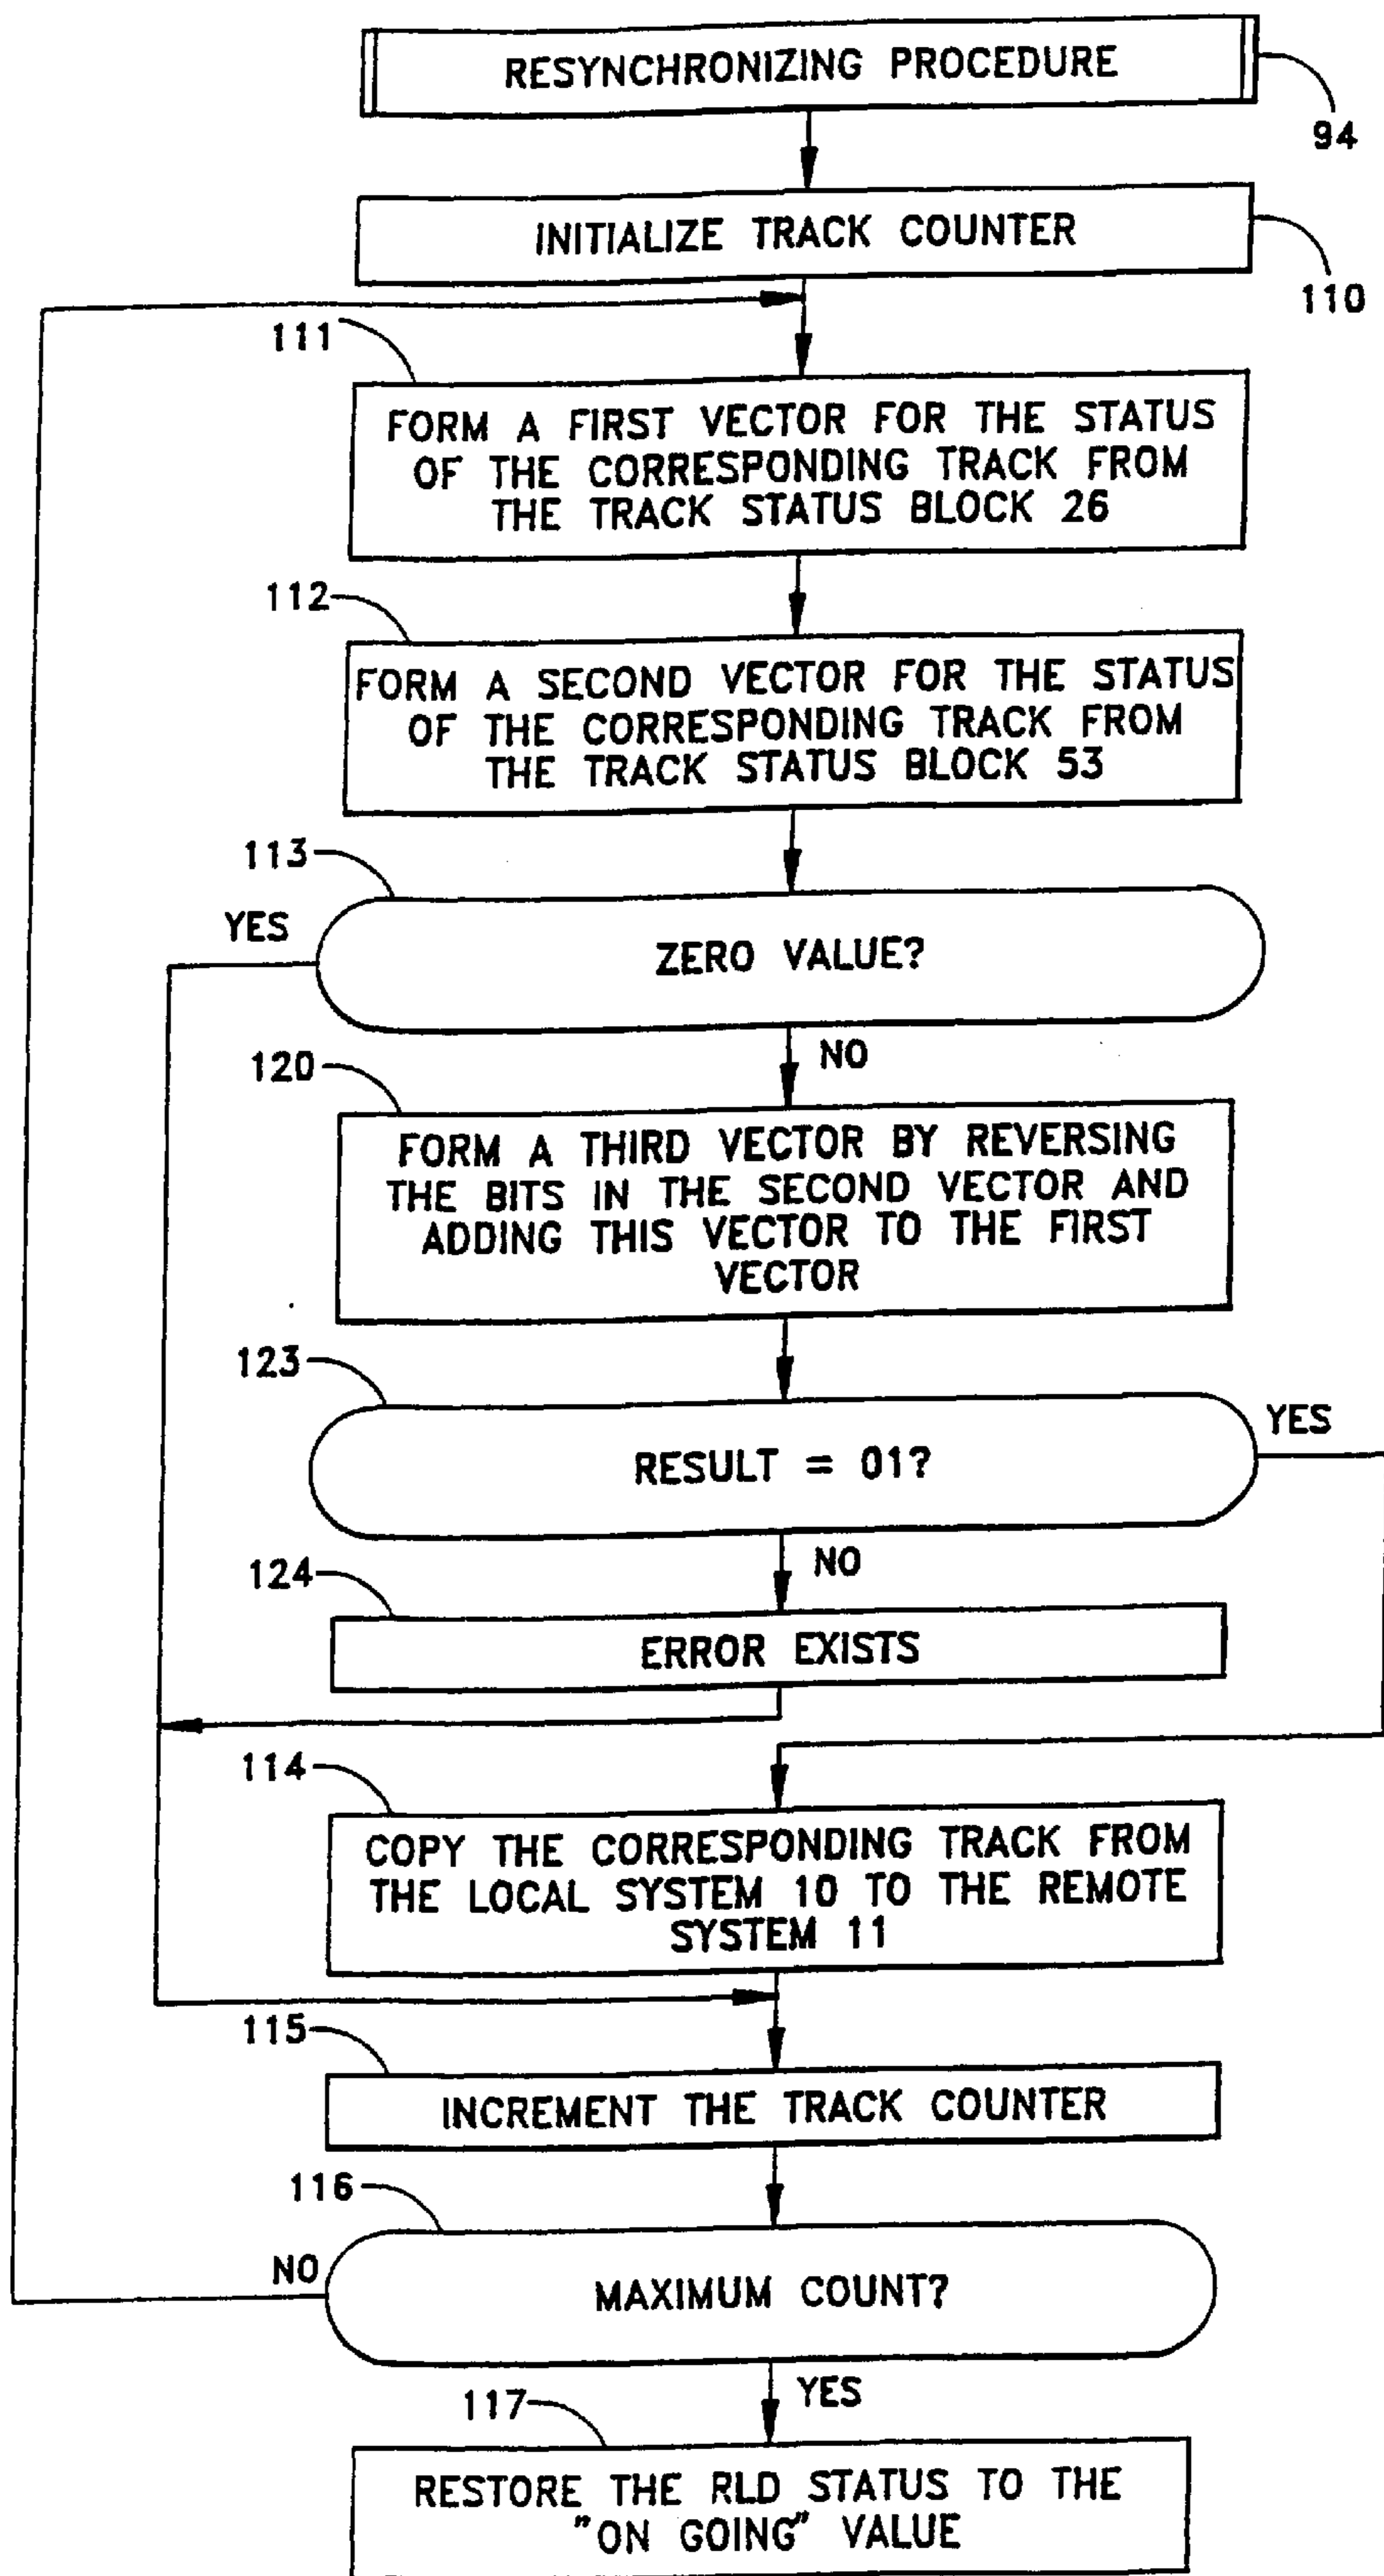 RESYNCHRONIZING PROCEDURE
94
INITIALIZE TRACK COUNTER
110
111
FORM A FIRST VECTOR FOR THE STATUS
OF THE CORRESPONDING TRACK FROM
THE TRACK STATUS BLOCK 26
112
FORM A SECOND VECTOR FOR THE STATUS
OF THE CORRESPONDING TRACK FROM
THE TRACK STATUS BLOCK 53
113
YES
ZERO VALUE?
NO
120
FORM A THIRD VECTOR BY REVERSING
THE BITS IN THE SECOND VECTOR AND
ADDING THIS VECTOR TO THE FIRST
VECTOR
123
YES
RESULT = 01?
NO
124
ERROR EXISTS
114
COPY THE CORRESPONDING TRACK FROM
THE LOCAL SYSTEM 10 TO THE REMOTE
SYSTEM 11
115
INCREMENT THE TRACK COUNTER
116
NO
MAXIMUM COUNT?
YES
117
RESTORE THE RLD STATUS TO THE
"ON GOING" VALUE